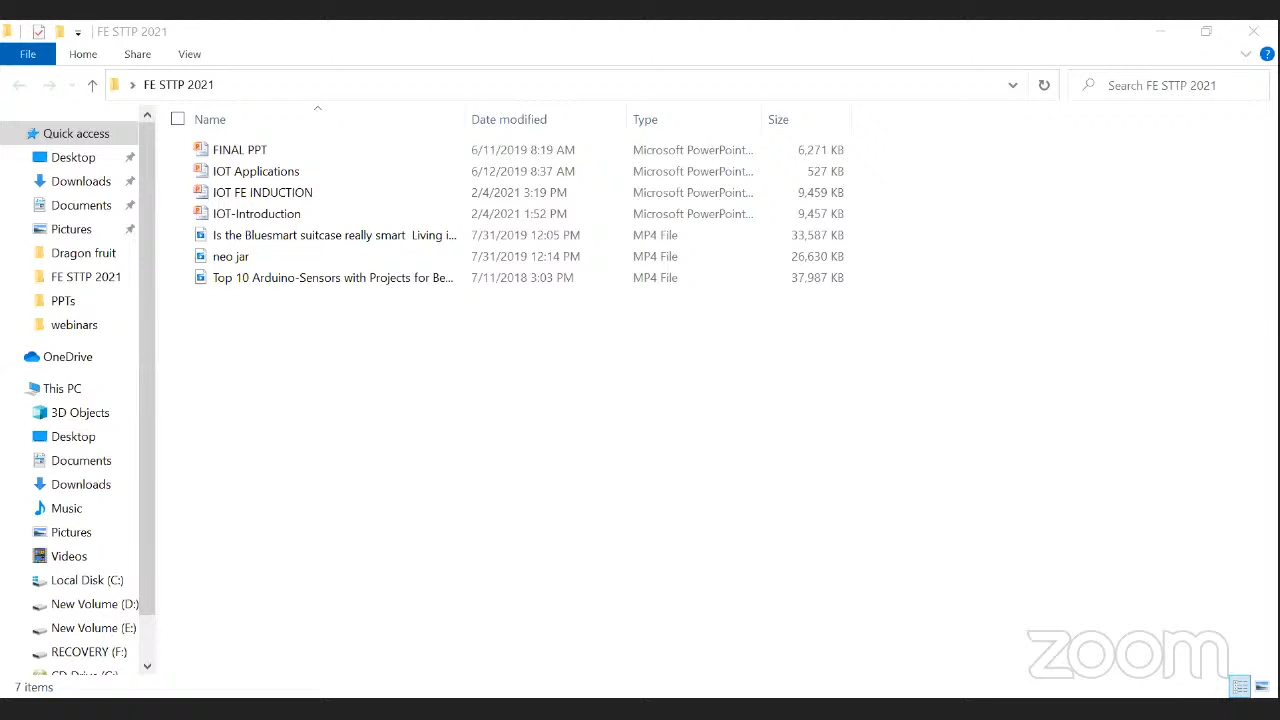 FE STTP 2021
File Home Share View
FE STTP 2021
Search FE STTP 2021
Name Date modified Type Size
FINAL PPT 6/11/2019 8:19 AM Microsoft PowerPoint... 6,271 KB
IOT Applications 6/12/2019 8:37 AM Microsoft PowerPoint... 527 KB
IOT FE INDUCTION 2/4/2021 3:19 PM Microsoft PowerPoint... 9,459 KB
IOT-Introduction 2/4/2021 1:52 PM Microsoft PowerPoint... 9,457 KB
Is the Bluesmart suitcase really smart Living i... 7/31/2019 12:05 PM MP4 File 33,587 KB
neo jar 7/31/2019 12:14 PM MP4 File 26,630 KB
Top 10 Arduino-Sensors with Projects for Be... 7/11/2018 3:03 PM MP4 File 37,987 KB
Quick access
Desktop
Downloads
Documents
Pictures
Dragon fruit
FE STTP 2021
PPTs
webinars
OneDrive
This PC
3D Objects
Desktop
Documents
Downloads
Music
Pictures
Videos
Local Disk (C:)
New Volume (D:)
New Volume (E:)
RECOVERY (F:)
7 items
zoom